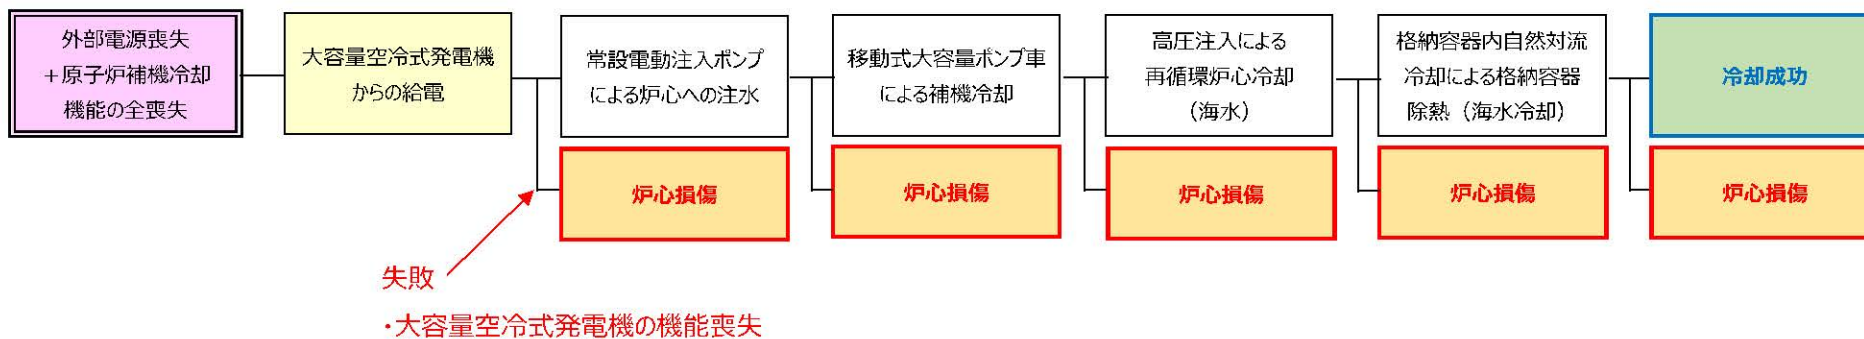 外部電源喪失
＋原子炉補機冷却
機能の全喪失
大容量空冷式発電機
からの給電
常設電動注入ポンプ
による炉心への注水
移動式大容量ポンプ車
による補機冷却
高圧注入による
再循環炉心冷却
（海水）
格納容器内自然対流
冷却による格納容器
除熱（海水冷却）
冷却成功
炉心損傷
炉心損傷
炉心損傷
炉心損傷
炉心損傷
失敗
・大容量空冷式発電機の機能喪失